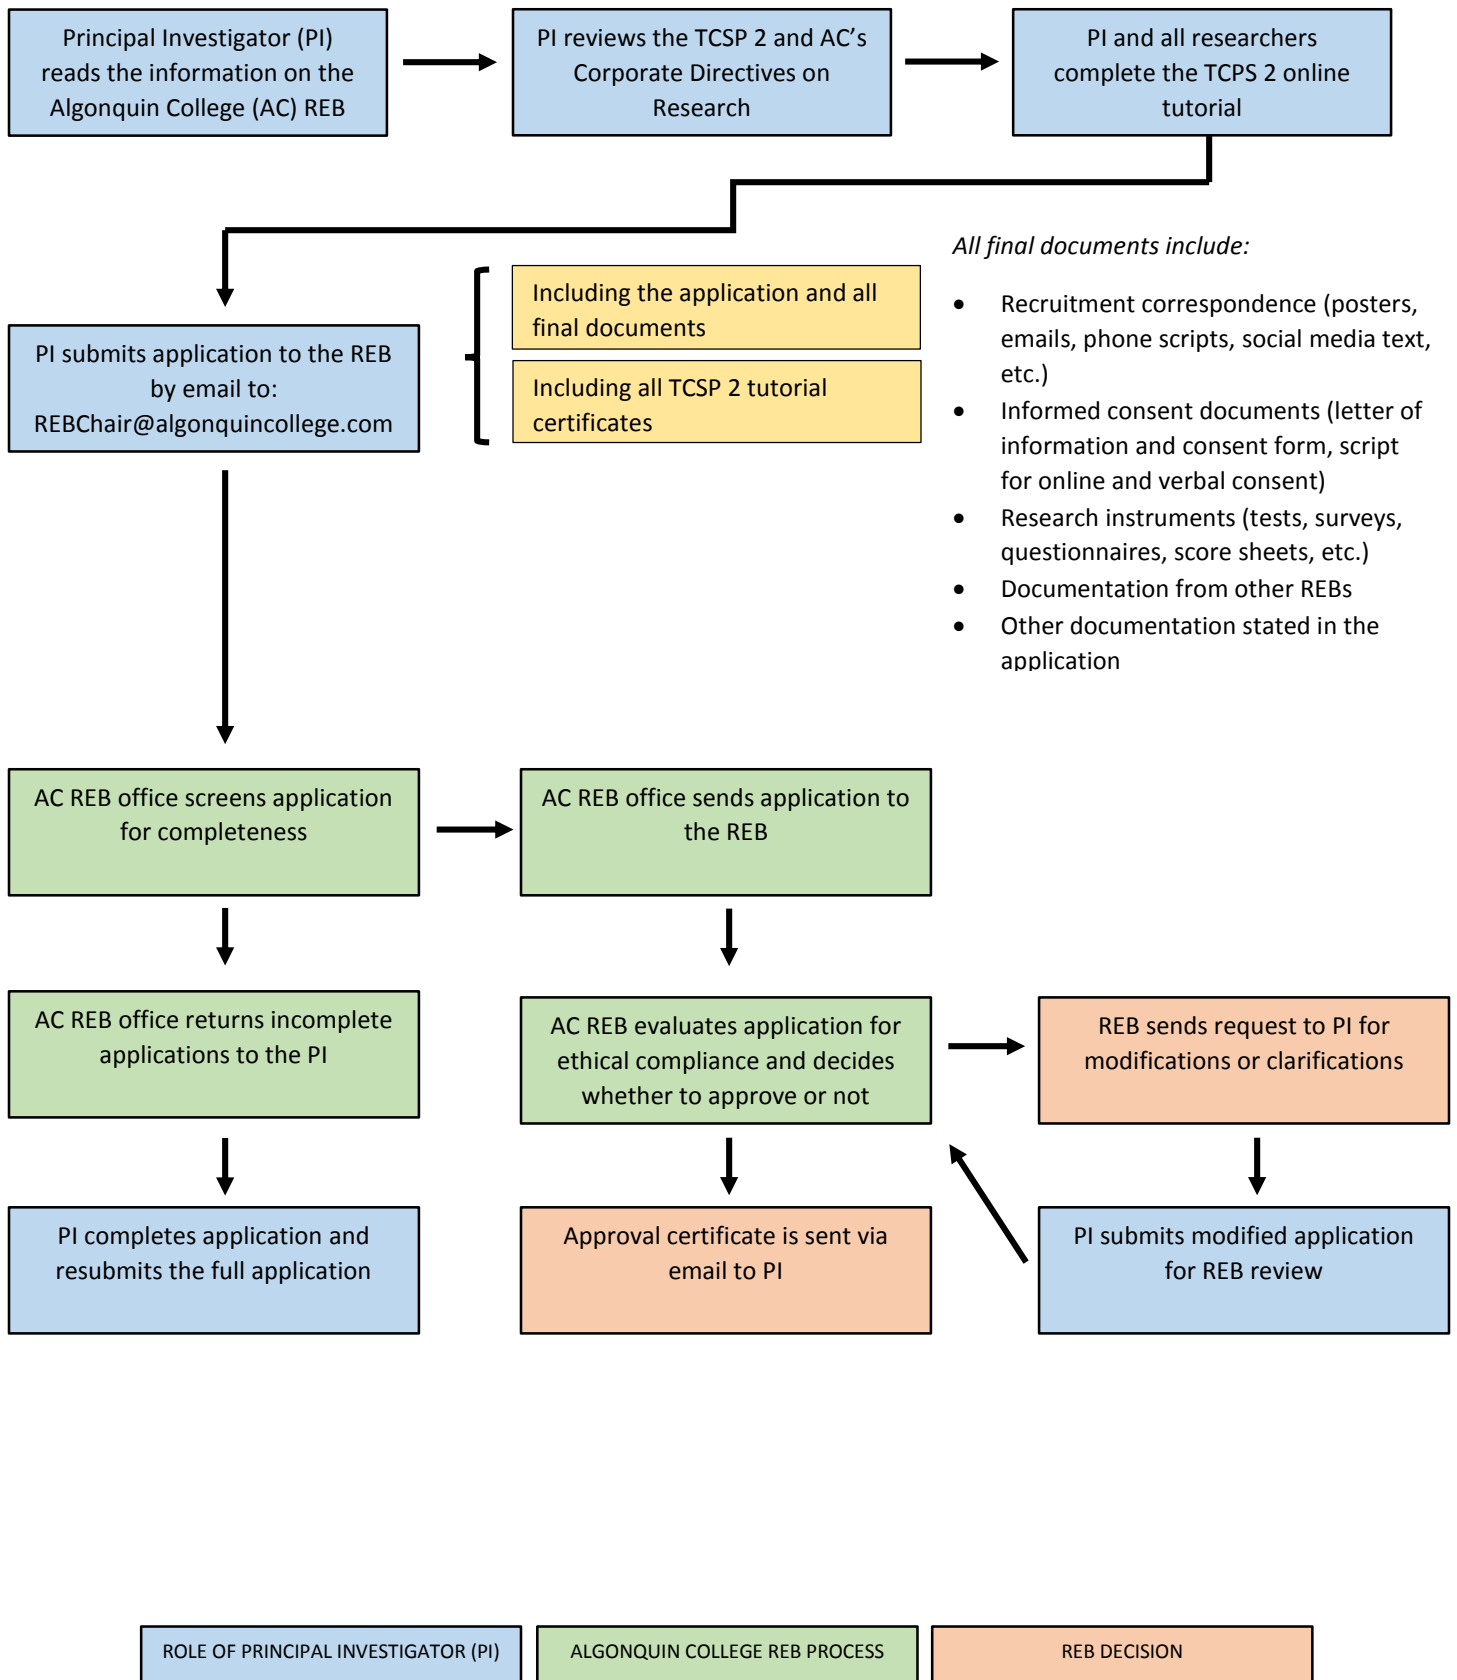 Principal Investigator (PI)
reads the information on the
Algonquin College (AC) REB
PI reviews the TCSP 2 and AC’s
Corporate Directives on
Research
PI and all researchers
complete the TCPS 2 online
tutorial
PI submits application to the REB
by email to:
REBChair@algonquincollege.com
Including the application and all
final documents
Including all TCSP 2 tutorial
certificates
All final documents include:
• Recruitment correspondence (posters,
emails, phone scripts, social media text,
etc.)
• Informed consent documents (letter of
information and consent form, script
for online and verbal consent)
• Research instruments (tests, surveys,
questionnaires, score sheets, etc.)
• Documentation from other REBs
• Other documentation stated in the
application
AC REB office screens application
for completeness
AC REB office sends application to
the REB
AC REB office returns incomplete
applications to the PI
AC REB evaluates application for
ethical compliance and decides
whether to approve or not
REB sends request to PI for
modifications or clarifications
PI completes application and
resubmits the full application
Approval certificate is sent via
email to PI
PI submits modified application
for REB review
ROLE OF PRINCIPAL INVESTIGATOR (PI)
ALGONQUIN COLLEGE REB PROCESS
REB DECISION